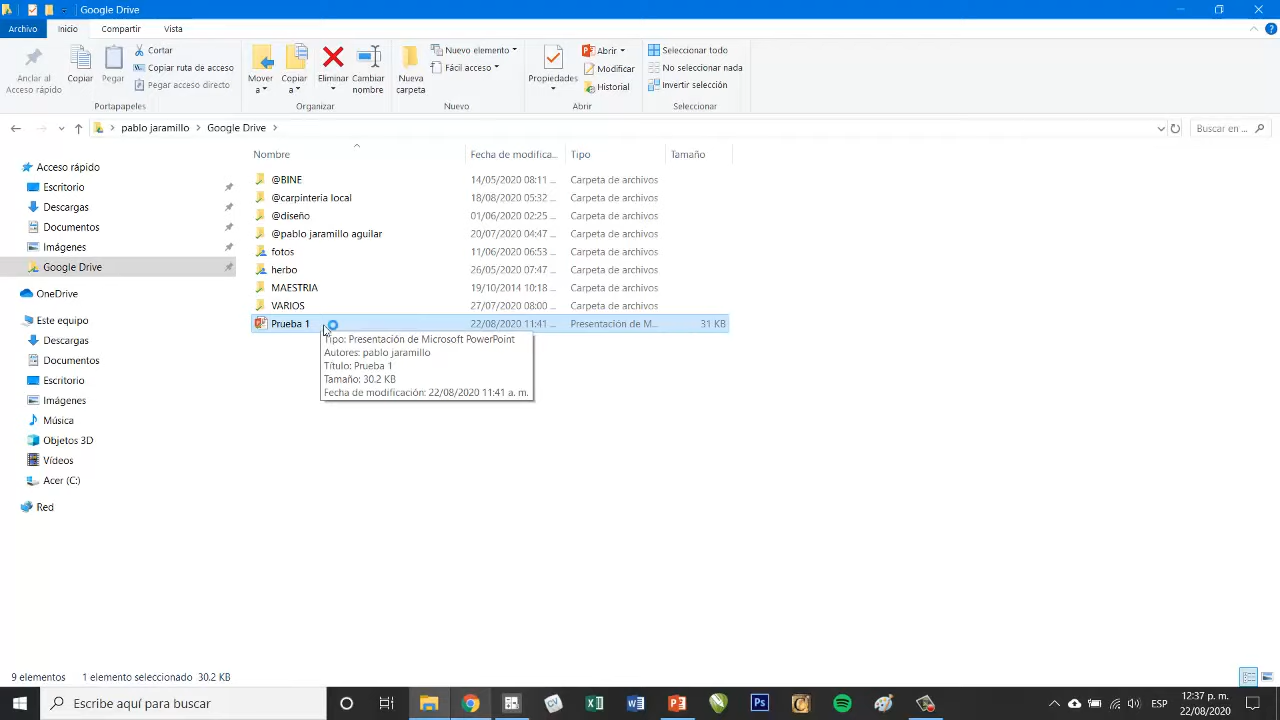 Google Drive
Archivo Inicio Compartir Vista
Anclar al Acceso rápido
Copiar
Pegar
Cortar
Copiar ruta de acceso
Pegar acceso directo
Portapapeles
Mover a
Copiar a
Eliminar
Cambiar nombre
Organizar
Nueva carpeta
Nuevo elemento
Fácil acceso
Nuevo
Propiedades
Abrir
Modificar
Historial
Abrir
Seleccionar todo
No seleccionar nada
Invertir selección
Seleccionar
pablo jaramillo > Google Drive >
Buscar en ...
Nombre Fecha de modifica... Tipo Tamaño
@BINE 14/05/2020 08:11 ... Carpeta de archivos
@carpinteria local 18/08/2020 05:32 ... Carpeta de archivos
@diseño 01/06/2020 02:25 ... Carpeta de archivos
@pablo jaramillo aguilar 20/07/2020 04:47 ... Carpeta de archivos
fotos 11/06/2020 06:53 ... Carpeta de archivos
herbo 26/05/2020 07:47 ... Carpeta de archivos
MAESTRIA 19/10/2014 10:18 ... Carpeta de archivos
VARIOS 27/07/2020 08:00 ... Carpeta de archivos
Prueba 1 22/08/2020 11:41 ... Presentación de M... 31 KB
Tipo: Presentación de Microsoft PowerPoint
Autores: pablo jaramillo
Título: Prueba 1
Tamaño: 30.2 KB
Fecha de modificación: 22/08/2020 11:41 a. m.
Acceso rápido
Escritorio
Descargas
Documentos
Imágenes
Google Drive
OneDrive
Este equipo
Descargas
Documentos
Escritorio
Imágenes
Música
Objetos 3D
Vídeos
Acer (C:)
Red
9 elementos 1 elemento seleccionado 30.2 KB
Escribe aquí para buscar
ESP
12:37 p. m.
22/08/2020